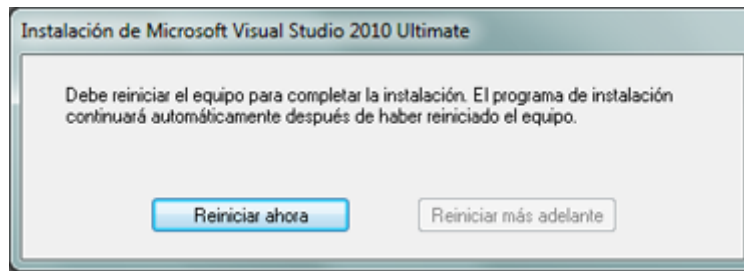 Instalación de Microsoft Visual Studio 2010 Ultimate
Debe reiniciar el equipo para completar la instalación. El programa de instalación
continuará automáticamente después de haber reiniciado el equipo.
Reiniciar ahora
Reiniciar más adelante